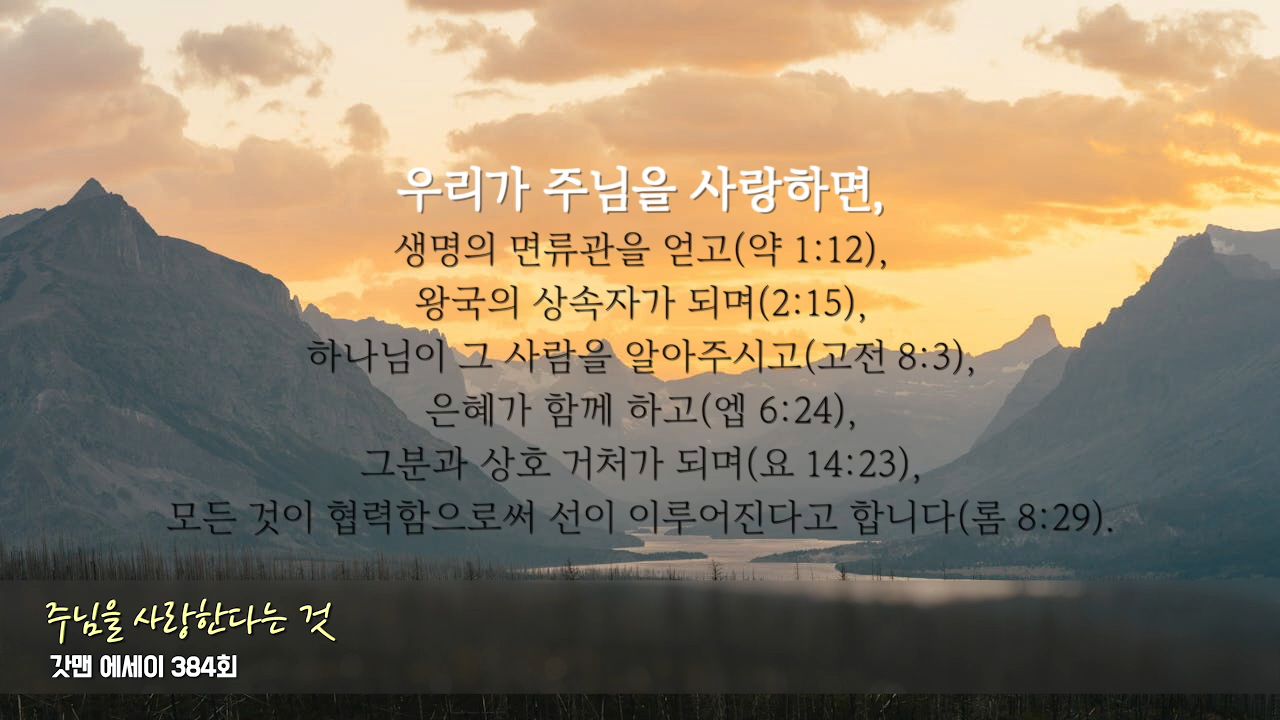 우리가 주님을 사랑하면,
생명의 면류관을 얻고(약 1:12),
왕국의 상속자가 되며(2:15),
하나님이 그 사람을 알아주시고(고전 8:3),
은혜가 함께 하고(엡 6:24),
그분과 상호 거처가 되며(요 14:23),
모든 것이 협력함으로써 선이 이루어진다고 합니다(롬 8:29).
주님을 사랑한다는 것
갓맨 에세이 384회